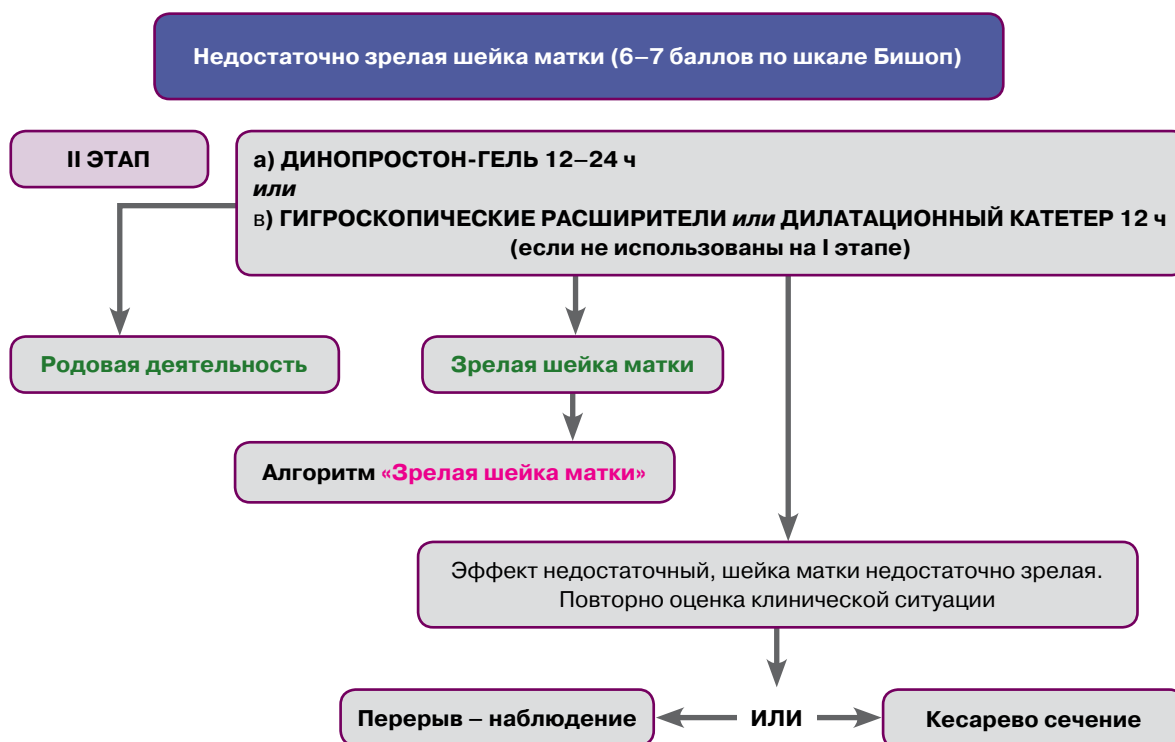 Недостаточно зрелая шейка матки (6–7 баллов по шкале Бишоп)
II ЭТАП
а) ДИНОПРОСТОН-ГЕЛЬ 12–24 ч
или
в) ГИГРОСКОПИЧЕСКИЕ РАСШИРИТЕЛИ или ДИЛАТАЦИОННЫЙ КАТЕТЕР 12 ч
(если не использованы на I этапе)
Родовая деятельность
Зрелая шейка матки
Алгоритм «Зрелая шейка матки»
Эффект недостаточный, шейка матки недостаточно зрелая.
Повторно оценка клинической ситуации
Перерыв – наблюдение
ИЛИ
Кесарево сечение